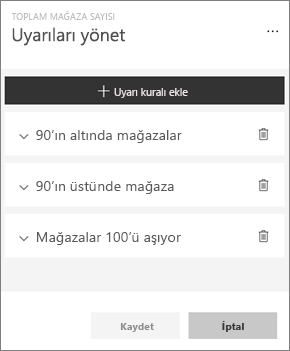 TOPLAM MAĞAZA SAYISI
Uyarıları yönet
Uyarı kuralı ekle
90’ın altında mağazalar
90’ın üstünde mağaza
Mağazalar 100’ü aşıyor
Kaydet
İptal